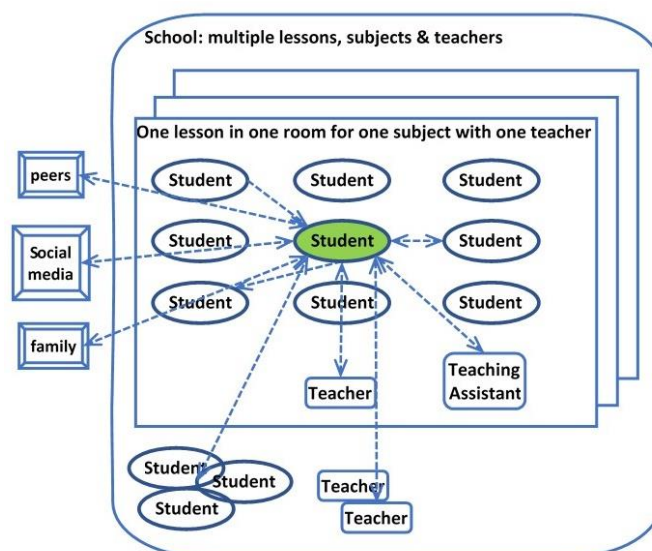 School: multiple lessons, subjects & teachers
One lesson in one room for one subject with one teacher
peers
Student
Student
Student
Social
media
Student
Student
Student
family
Student
Student
Student
Teacher
Teaching
Assistant
Student
Student
Student
Teacher
Teacher